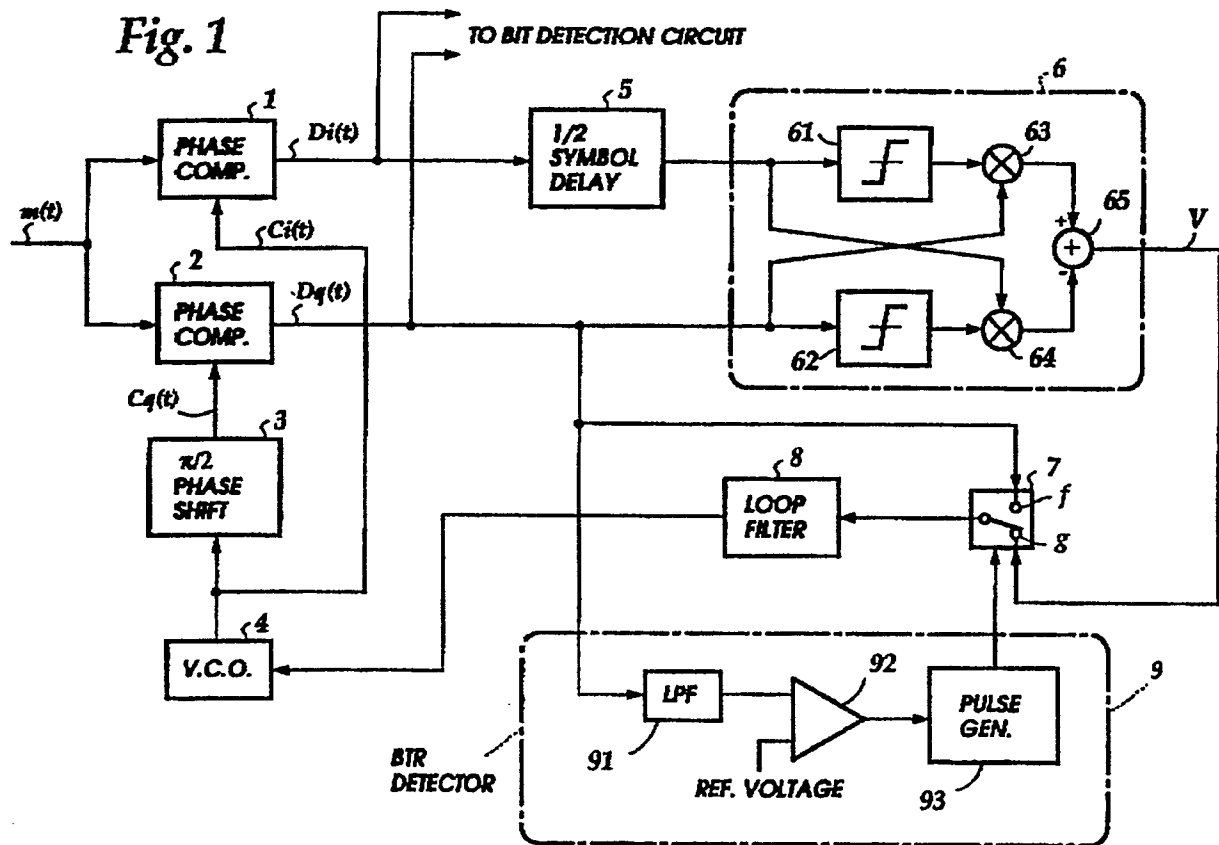 Fig. 1
TO BIT DETECTION CIRCUIT
1
PHASE
COMP.
Di(t)
5
1/2
SYMBOL
DELAY
6
61
63
65
+
+
-
V
m(t)
Ci(t)
2
PHASE
COMP.
Dq(t)
62
64
Cq(t)
3
π/2
PHASE
SHIFT
8
LOOP
FILTER
7
f
g
4
V.C.O.
9
LPF
91
92
PULSE
GEN.
93
BTR
DETECTOR
REF. VOLTAGE